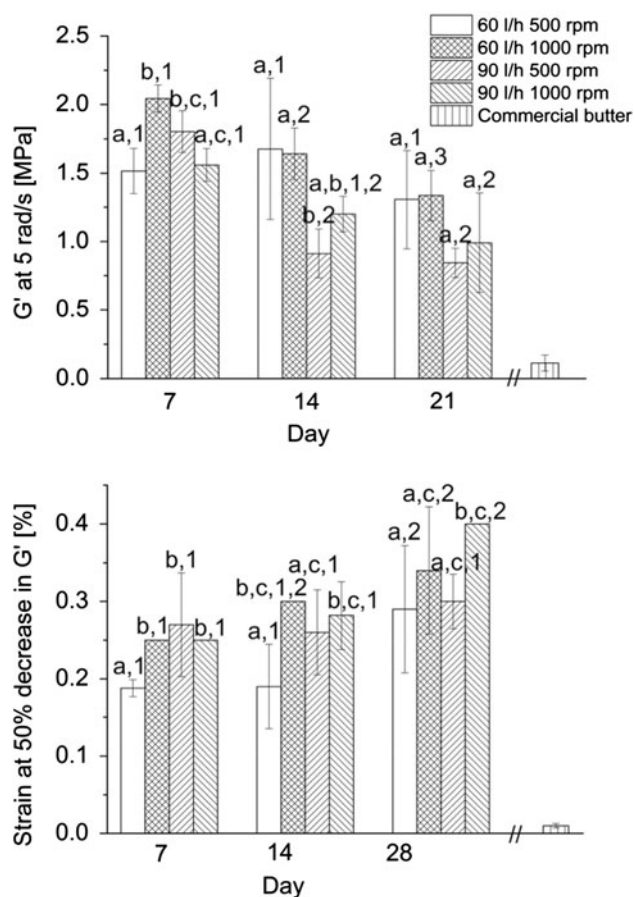 60 l/h 500 rpm
60 l/h 1000 rpm
90 l/h 500 rpm
90 l/h 1000 rpm
Commercial butter
G' at 5 rad/s [MPa]
2.5
2.0
1.5
1.0
0.5
0.0
a,1
b,1
b,c,1
a,c,1
a,1
a,2
b,2
a,b,1,2
a,1
a,3
a,2
a,2
7
14
21
//
Day
Strain at 50% decrease in G' [%]
0.4
0.3
0.2
0.1
0.0
a,1
b,1
b,1
b,1
a,1
b,c,1,2
a,c,1
b,c,1
a,2
a,c,2
a,c,1
b,c,2
7
14
28
//
Day